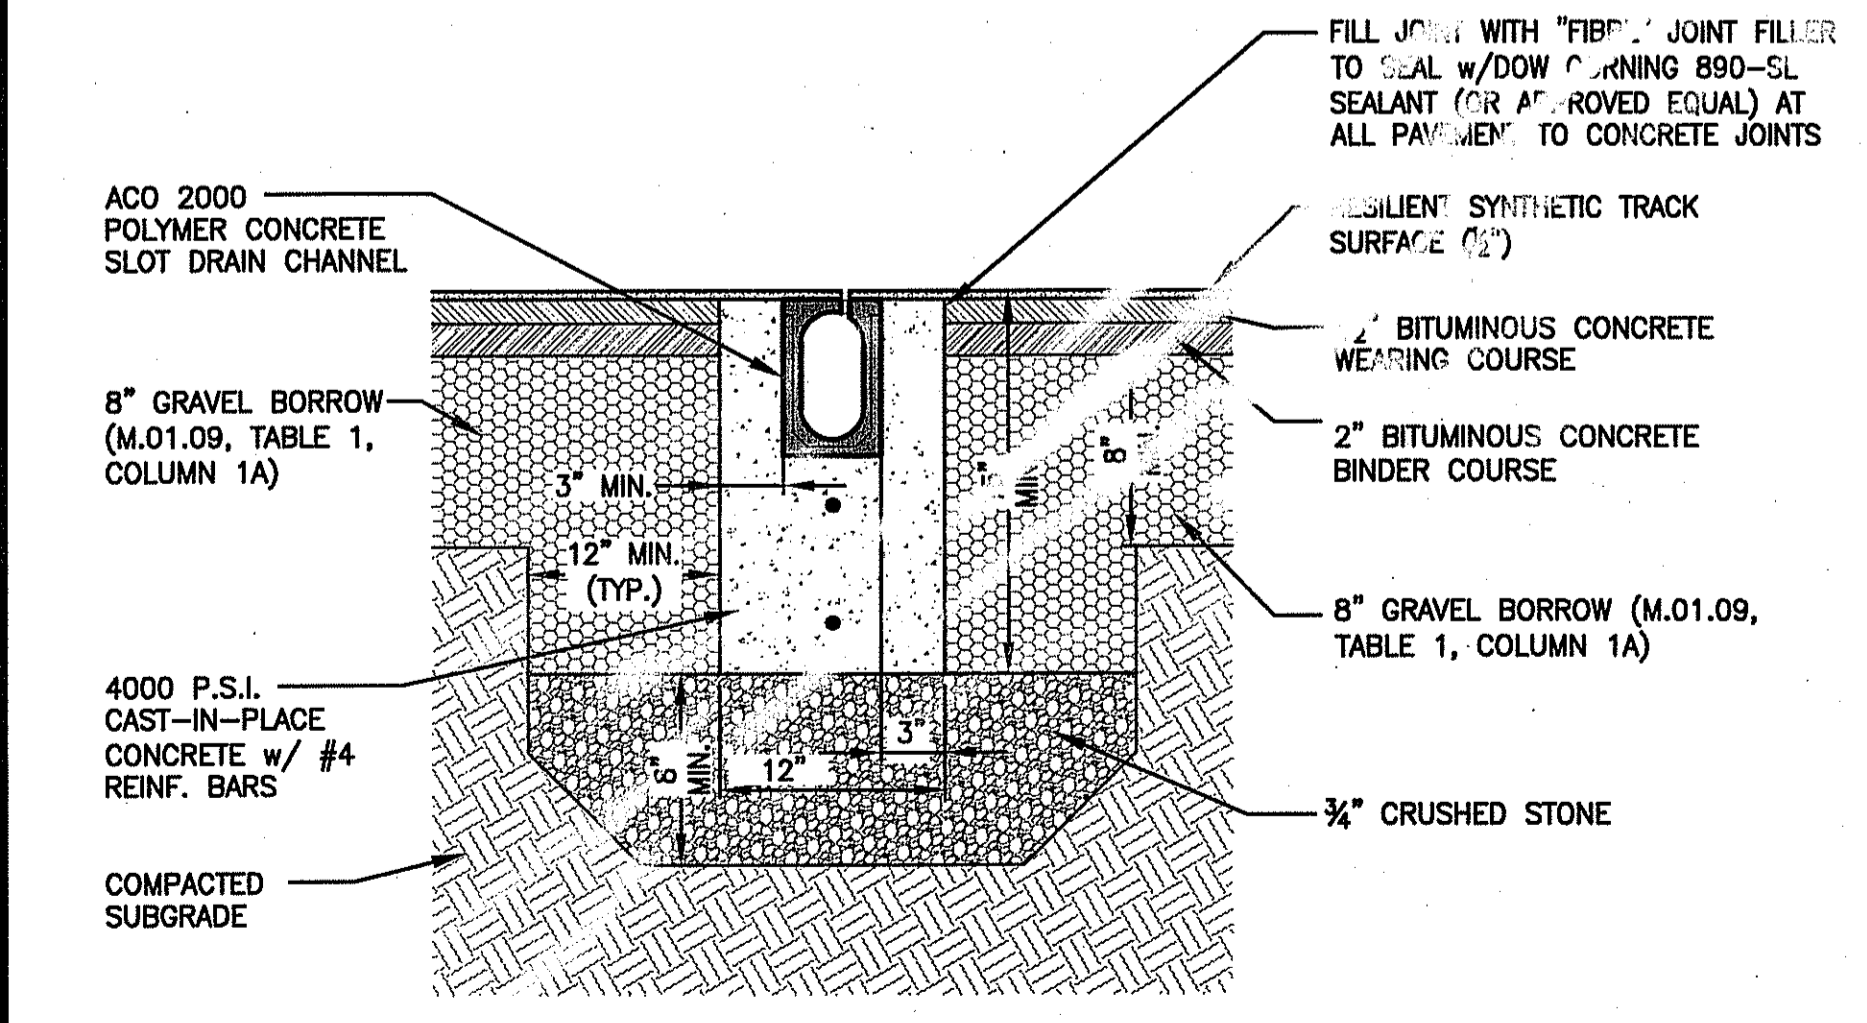 ACO 2000
POLYMER CONCRETE
SLOT DRAIN CHANNEL
8" GRAVEL BORROW
(M.01.09, TABLE 1,
COLUMN 1A)
4000 P.S.I.
CAST-IN-PLACE
CONCRETE w/ #4
REINF. BARS
COMPACTED
SUBGRADE
3" MIN.
12" MIN.
(TYP.)
8"
MIN.
12"
3"
8"
FILL JOINT WITH JOINT FILLER
TO SEAL w/DOW CORNING 890-SL
SEALANT (OR APPROVED EQUAL) AT
ALL PAVEMENT TO CONCRETE JOINTS
RESILIENT SYNTHETIC TRACK
SURFACE (½")
BITUMINOUS CONCRETE
WEARING COURSE
2" BITUMINOUS CONCRETE
BINDER COURSE
8" GRAVEL BORROW (M.01.09,
TABLE 1, COLUMN 1A)
¾" CRUSHED STONE